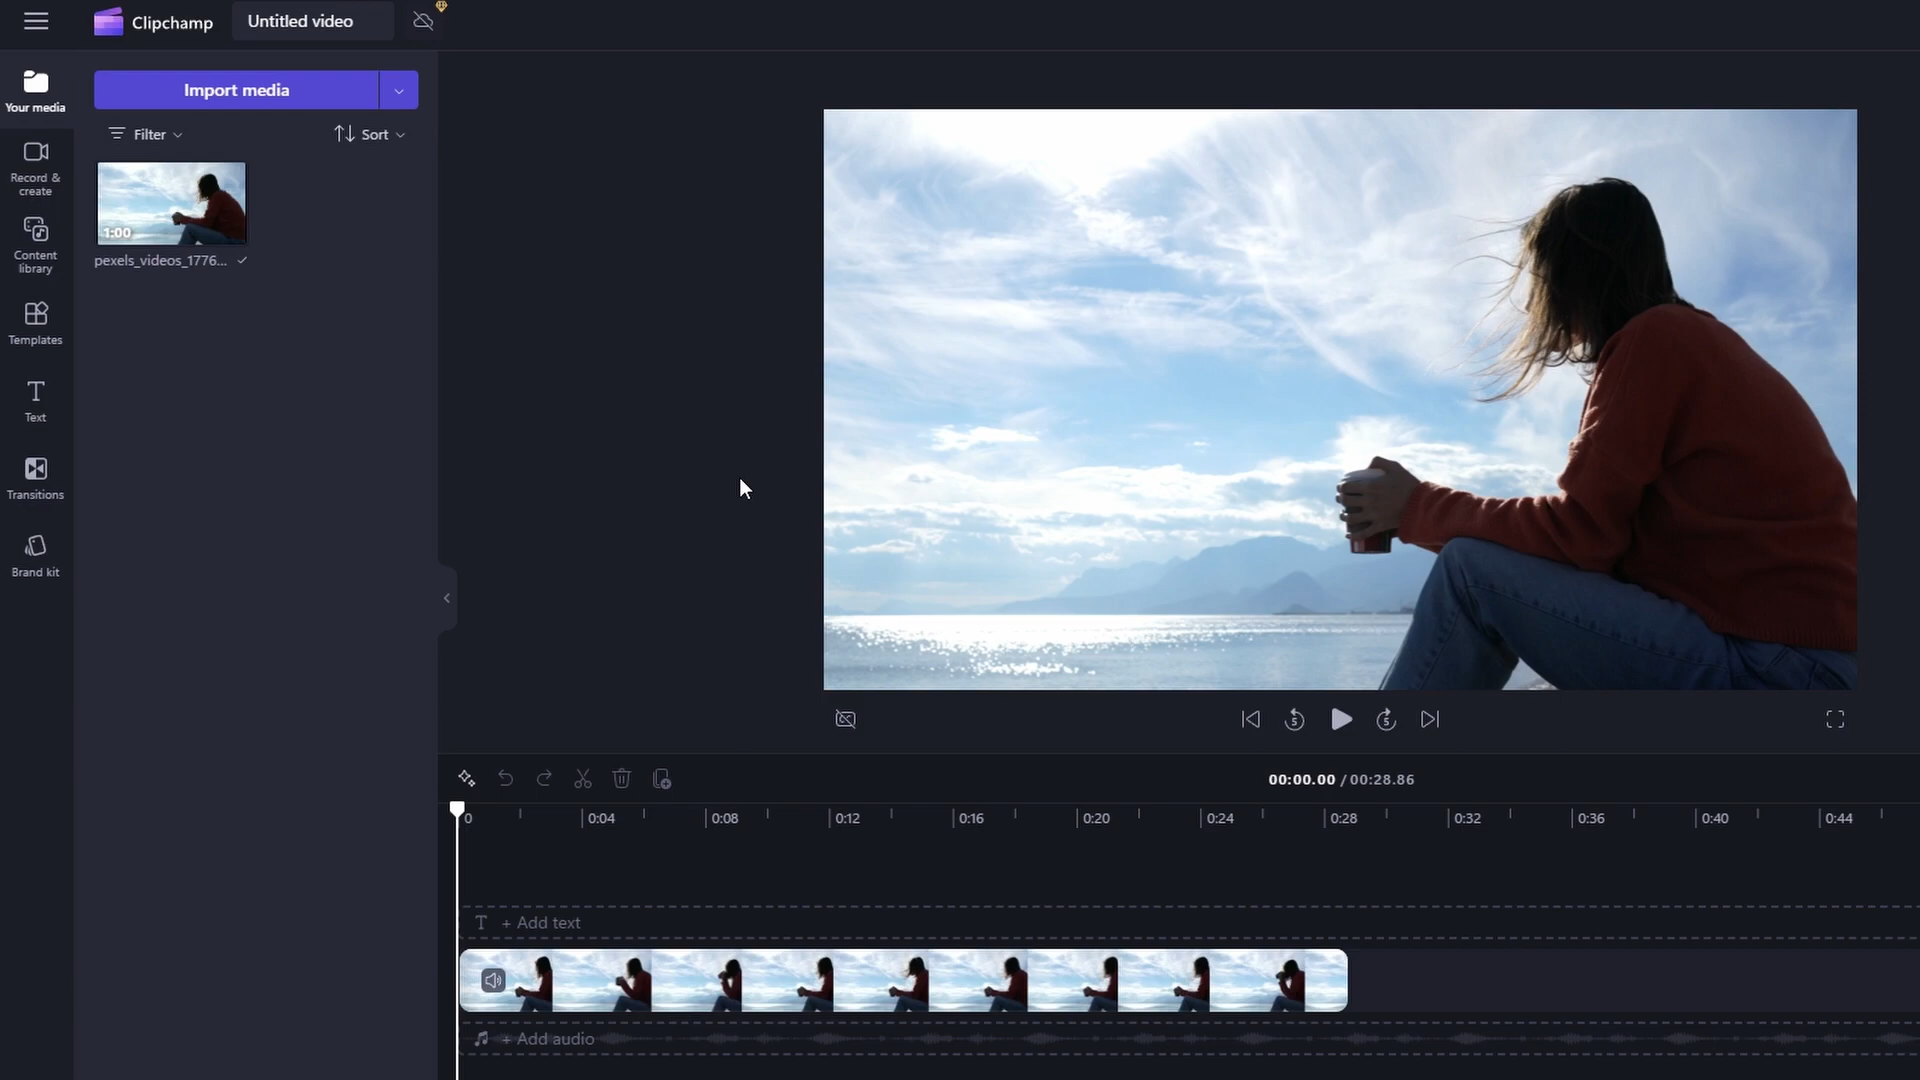 Clipchamp
Untitled video
Your media
Record &
create
Content
library
Templates
Text
Transitions
Brand kit
Import media
Filter
Sort
1:00
pexels_videos_1776...
5
5
00:00.00 / 00:28.86
0
0:04
0:08
0:12
0:16
0:20
0:24
0:28
0:32
0:36
0:40
0:44
T + Add text
+ Add audio